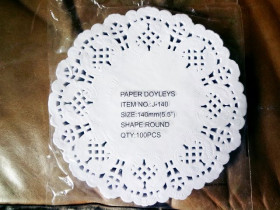 PAPER DOYLEYS
ITEM NO.: J-140
SIZE:140mm(5.5")
SHAPE:ROUND
QTY:100PCS